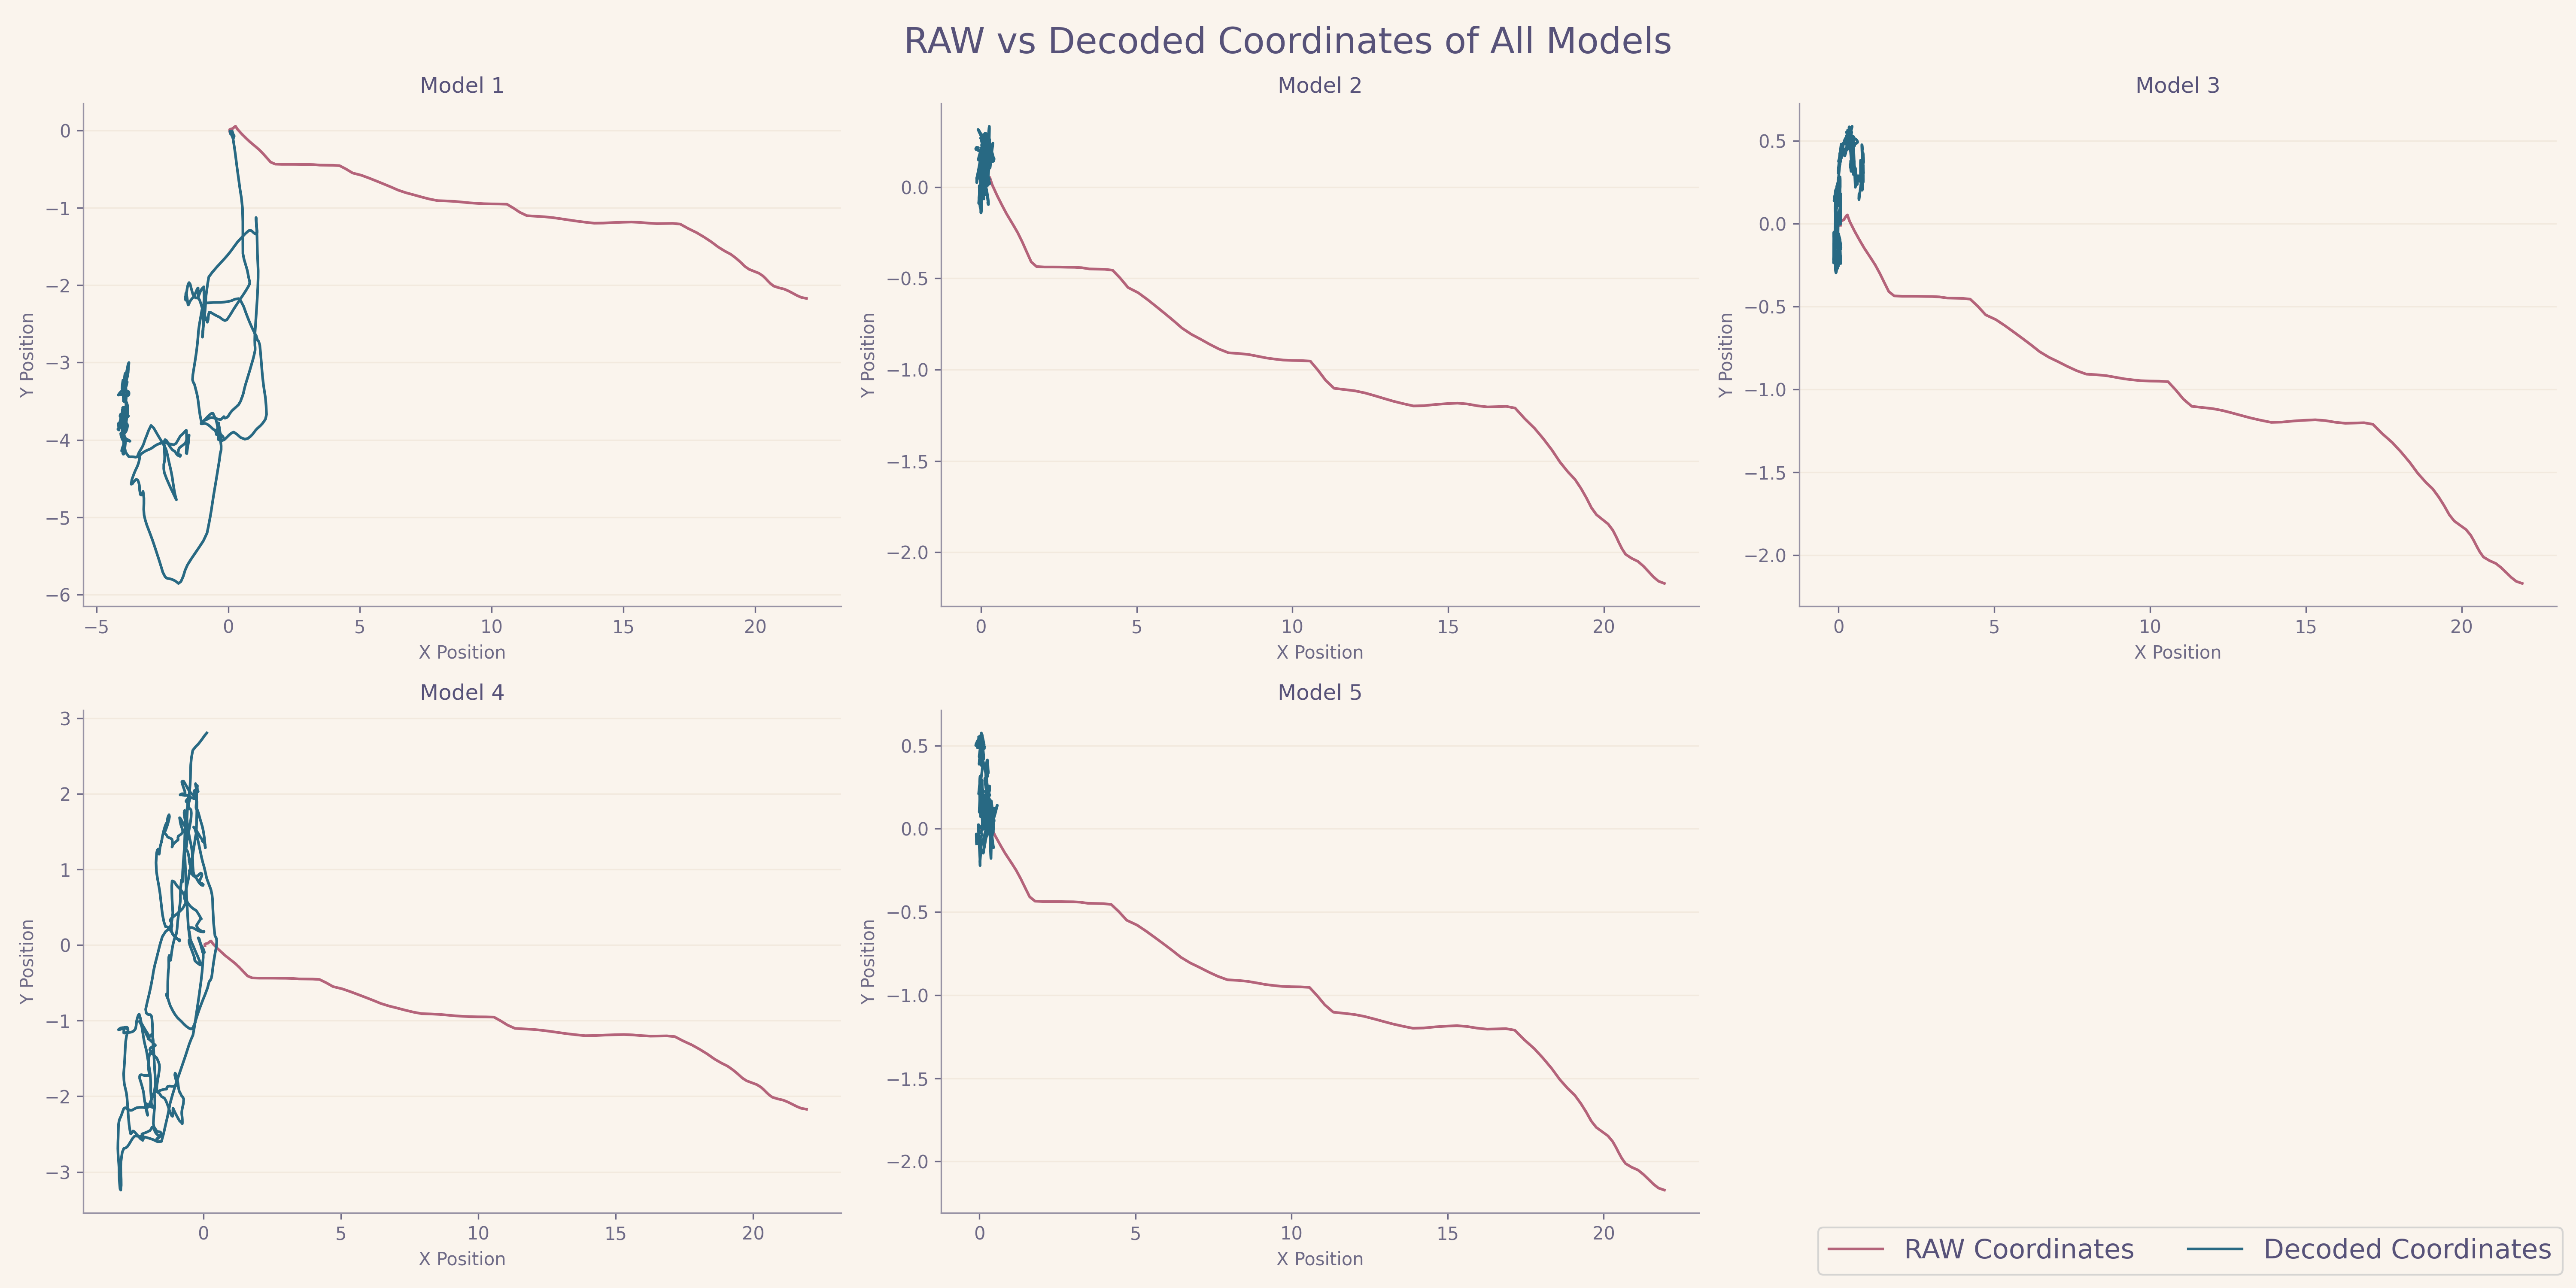 RAW vs Decoded Coordinates of All Models
Model 1
0
−1
−2
−3
−4
−5
−6
Y Position
−5 0 5 10 15 20
X Position
Model 2
0.0
−0.5
−1.0
−1.5
−2.0
Y Position
0 5 10 15 20
X Position
Model 3
0.5
0.0
−0.5
−1.0
−1.5
−2.0
Y Position
0 5 10 15 20
X Position
Model 4
3
2
1
0
−1
−2
−3
Y Position
0 5 10 15 20
X Position
Model 5
0.5
0.0
−0.5
−1.0
−1.5
−2.0
Y Position
0 5 10 15 20
X Position
RAW Coordinates Decoded Coordinates